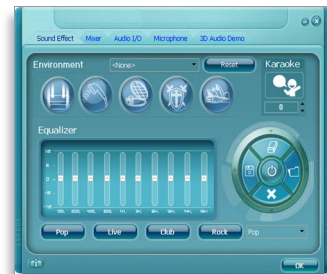 Sound Effect Mixer Audio I/O Microphone 3D Audio Demo
Environment <None> Reset Karaoke
0
Equalizer
Pop Live Club Rock Pop
OK